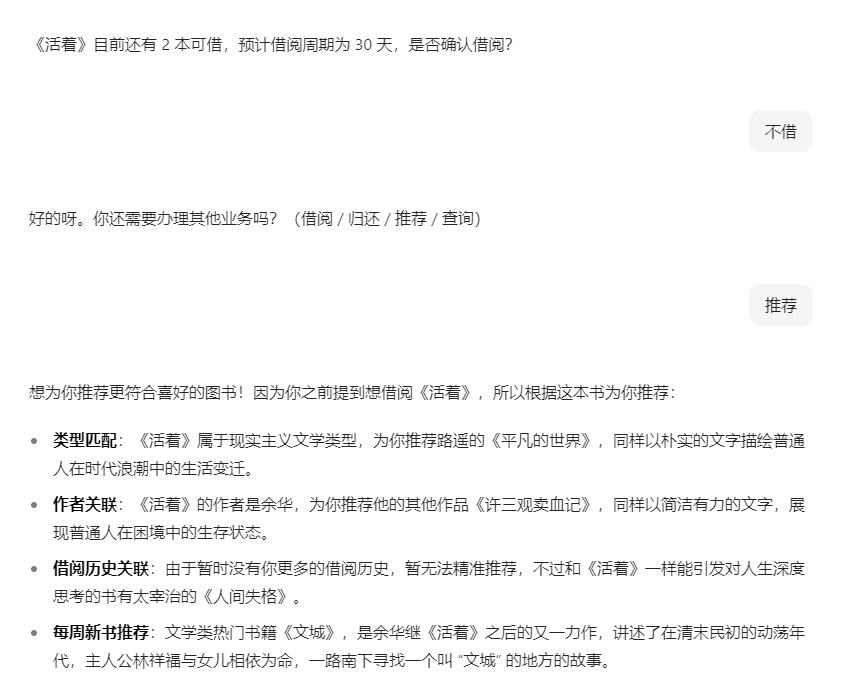 《活着》目前还有 2 本可借，预计借阅周期为 30 天，是否确认借阅？
不借
好的呀。你还需要办理其他业务吗？（借阅 / 归还 / 推荐 / 查询）
推荐
想为你推荐更符合喜好的图书！因为你之前提到想借阅《活着》，所以根据这本书为你推荐：
• 类型匹配：《活着》属于现实主义文学类型，为你推荐路遥的《平凡的世界》，同样以朴实的文字描绘普通
人在时代浪潮中的生活变迁。
• 作者关联：《活着》的作者是余华，为你推荐他的其他作品《许三观卖血记》，同样以简洁有力的文字，展
现普通人在困境中的生存状态。
• 借阅历史关联：由于暂时没有你更多的借阅历史，暂无法精准推荐，不过和《活着》一样能引发对人生深度
思考的书有太宰治的《人间失格》。
• 每周新书推荐：文学类热门书籍《文城》，是余华继《活着》之后的又一力作，讲述了在清末民初的动荡年
代，主人公林祥福与女儿相依为命，一路南下寻找一个叫 “文城” 的地方的故事。